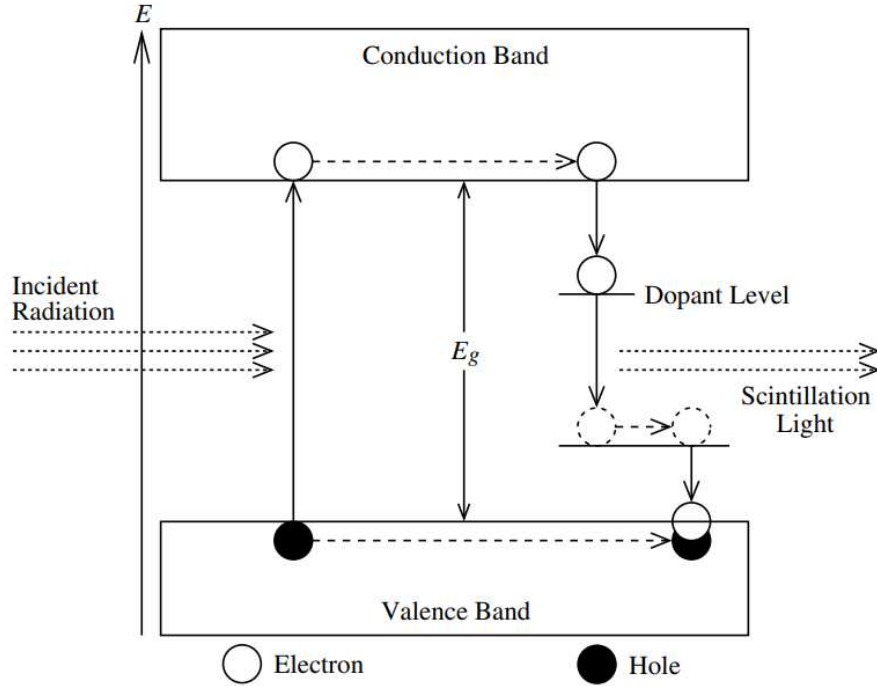 E
Conduction Band
Incident
Radiation
Dopant Level
E_g
Scintillation
Light
Valence Band
Electron
Hole